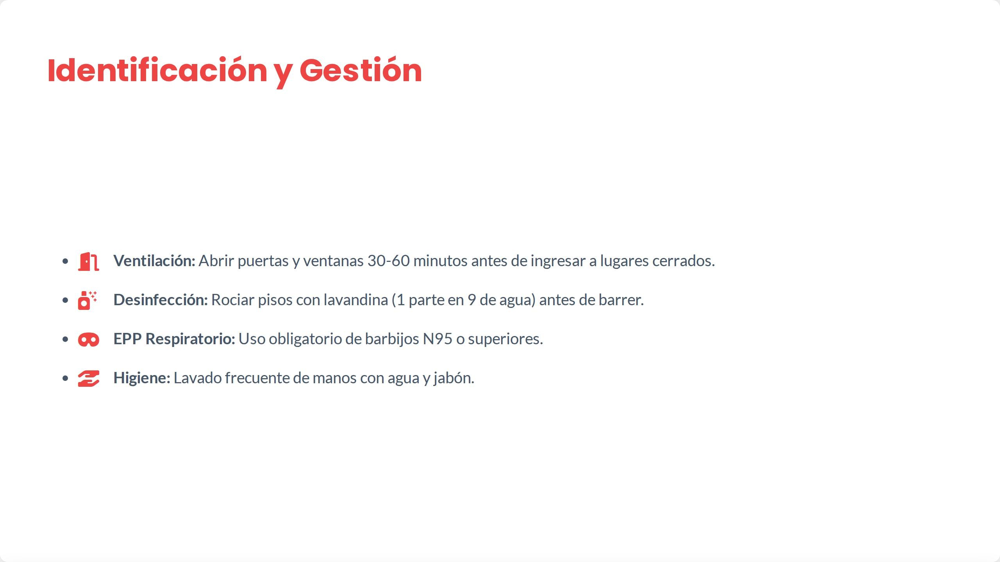 Identificación y Gestión
Ventilación: Abrir puertas y ventanas 30-60 minutos antes de ingresar a lugares cerrados.
Desinfección: Rociar pisos con lavandina (1 parte en 9 de agua) antes de barrer.
EPP Respiratorio: Uso obligatorio de barbijos N95 o superiores.
Higiene: Lavado frecuente de manos con agua y jabón.